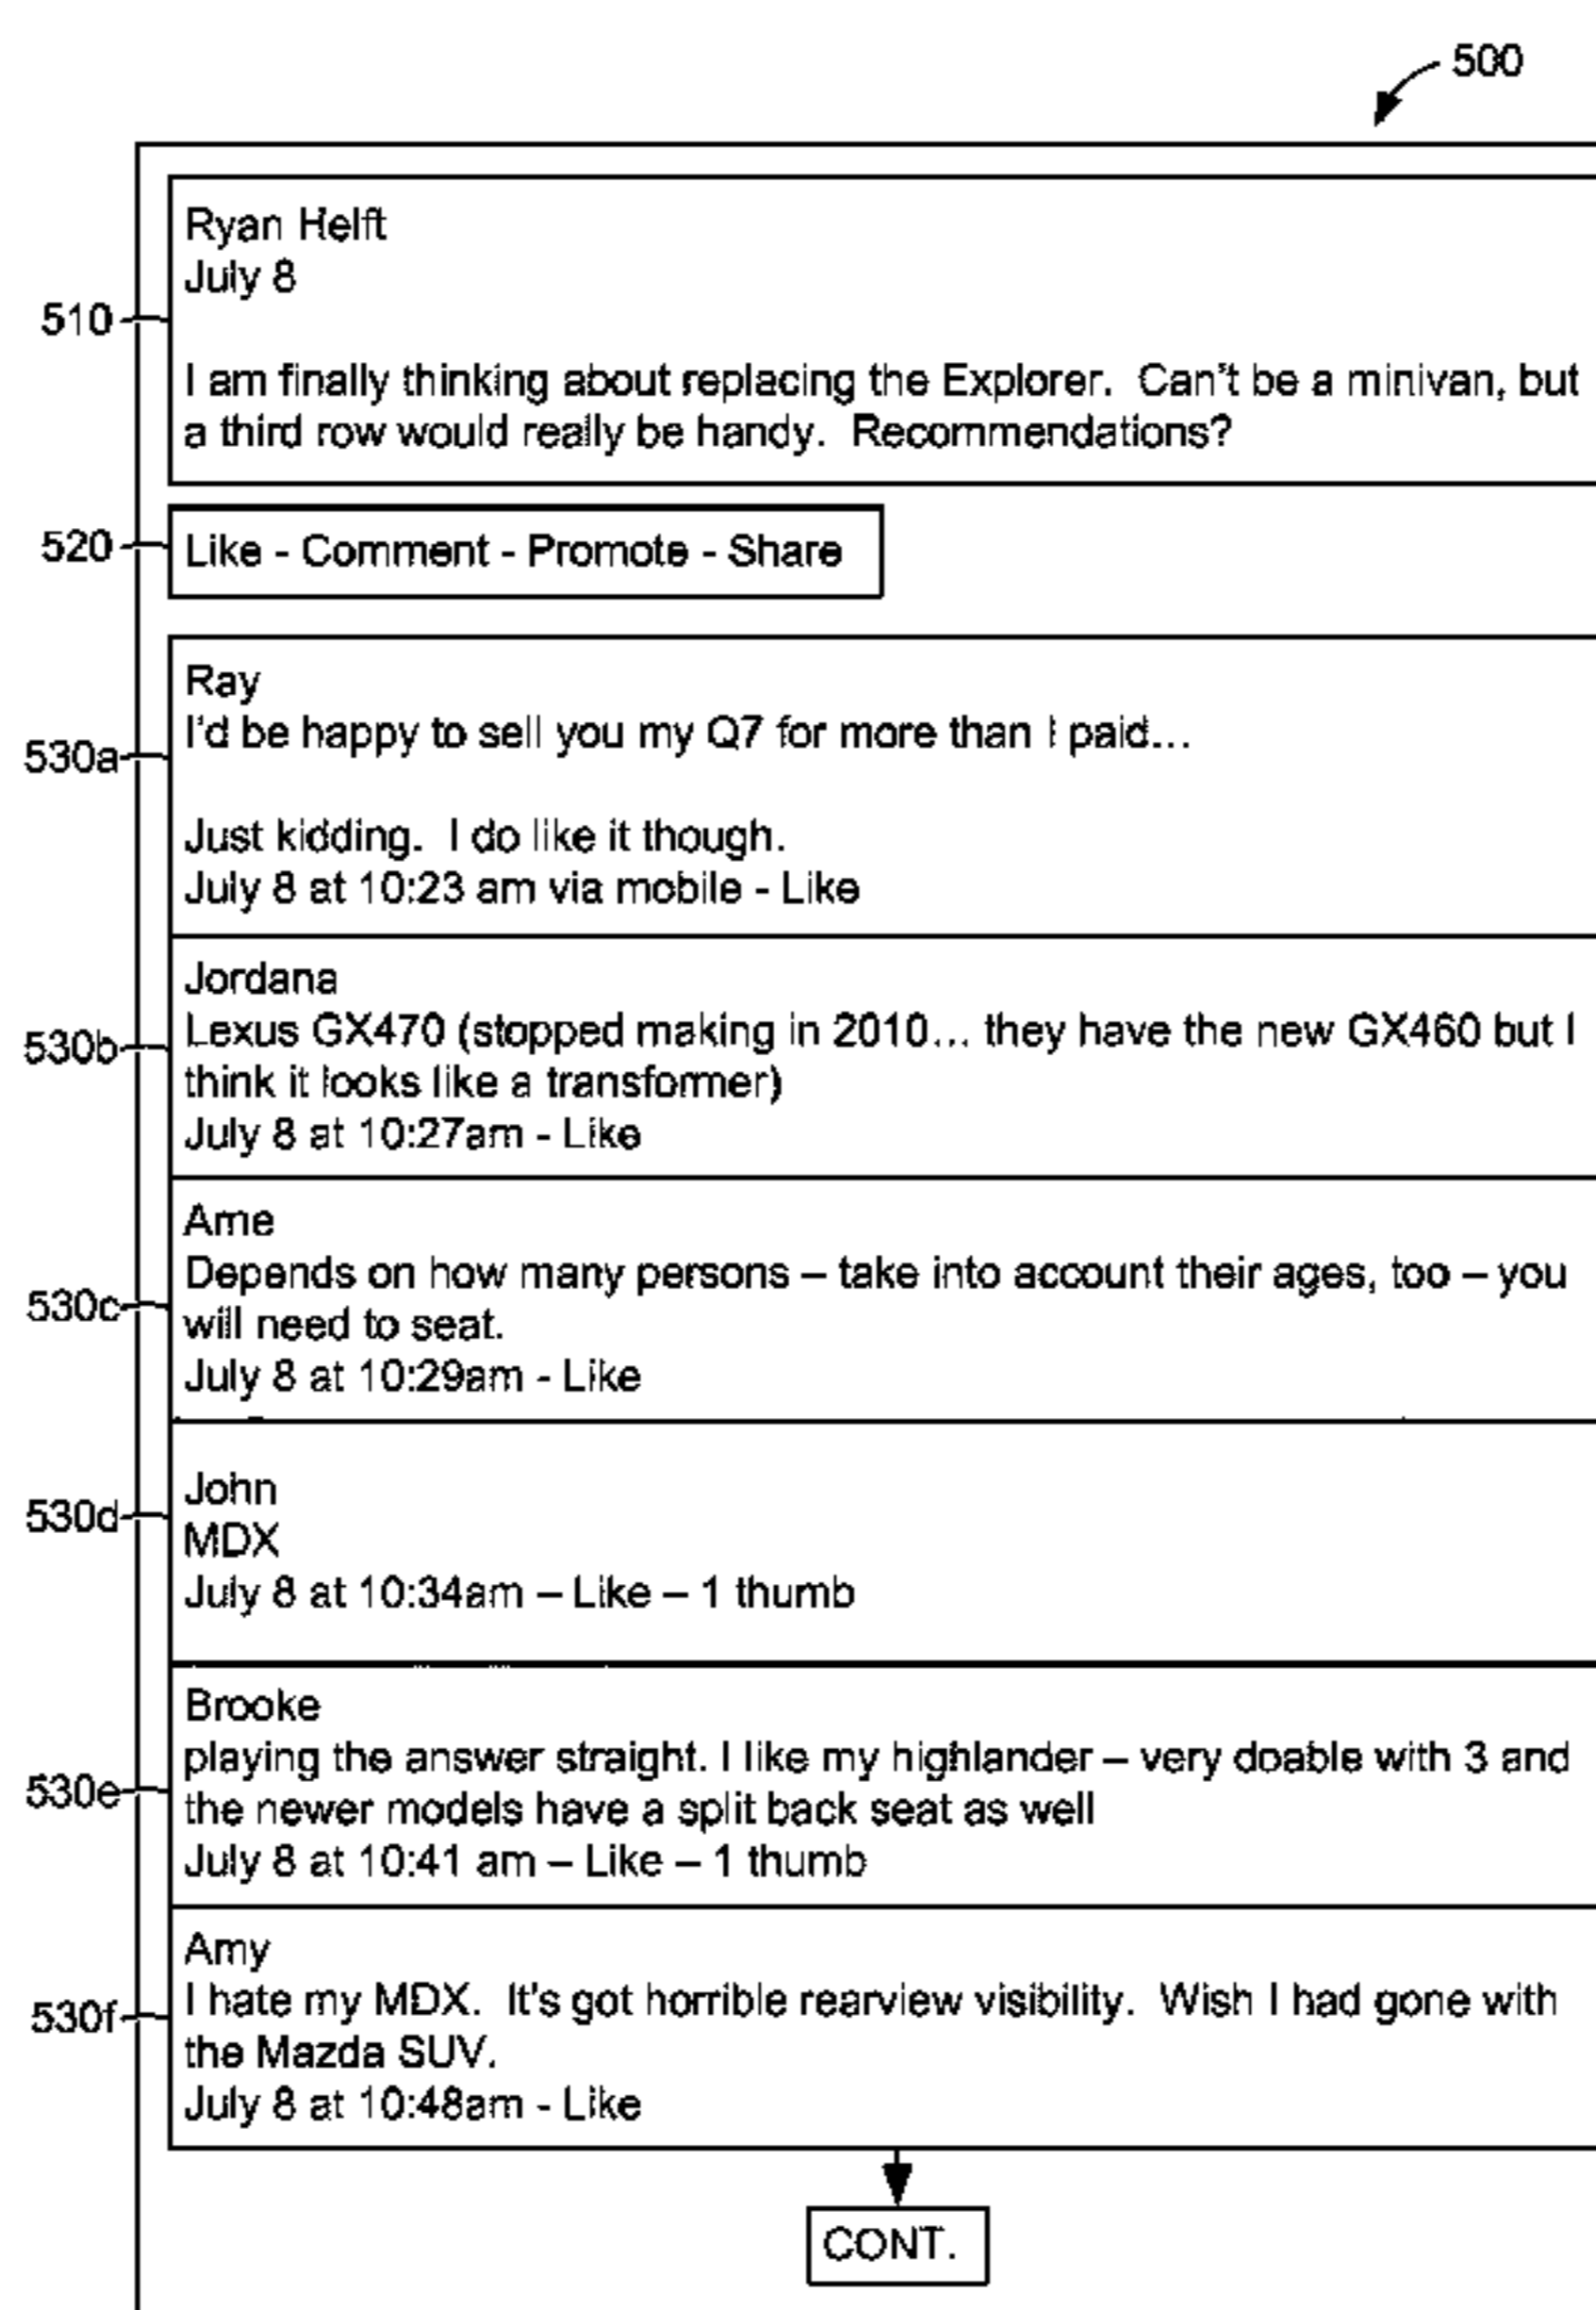 500
Ryan Helft
July 8
510
I am finally thinking about replacing the Explorer. Can't be a minivan, but
a third row would really be handy. Recommendations?
520
Like - Comment - Promote - Share
Ray
I'd be happy to sell you my Q7 for more than I paid...
530a
Just kidding. I do like it though.
July 8 at 10:23 am via mobile - Like
Jordana
530b
Lexus GX470 (stopped making in 2010... they have the new GX460 but I
think it looks like a transformer)
July 8 at 10:27am - Like
Ame
Depends on how many persons – take into account their ages, too – you
530c
will need to seat.
July 8 at 10:29am - Like
John
530d
MDX
July 8 at 10:34am – Like – 1 thumb
Brooke
playing the answer straight. I like my highlander – very doable with 3 and
530e
the newer models have a split back seat as well
July 8 at 10:41 am – Like – 1 thumb
Amy
I hate my MDX. It's got horrible rearview visibility. Wish I had gone with
530f
the Mazda SUV.
July 8 at 10:48am - Like
CONT.